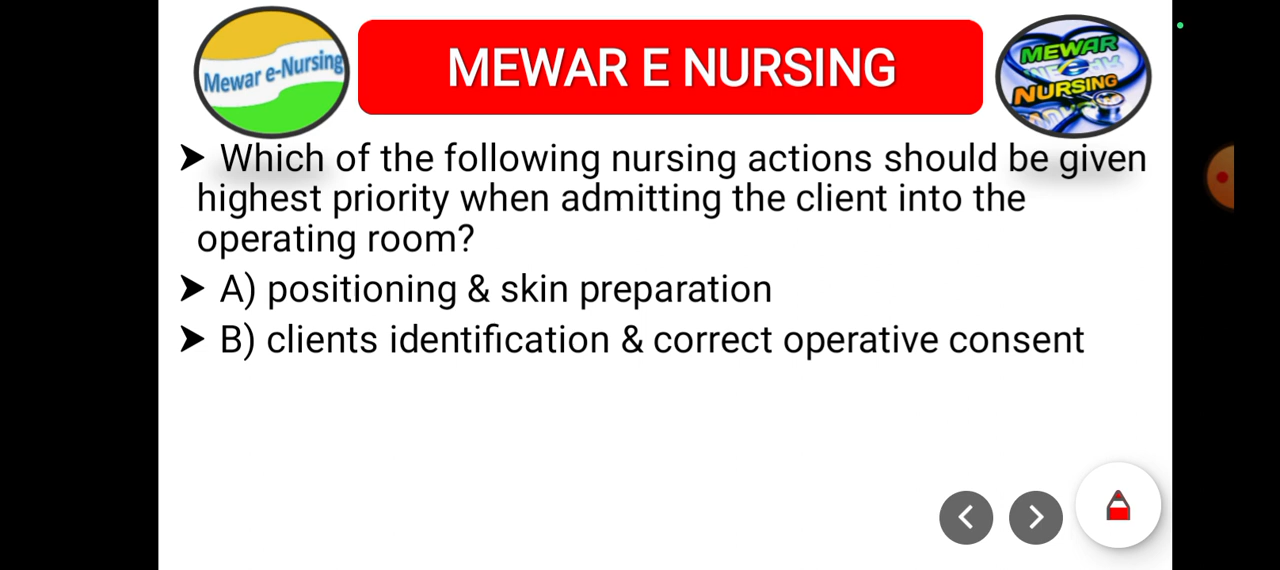 Mewar e-Nursing
MEWAR E NURSING
MEWAR
NURSING
➤ Which of the following nursing actions should be given
highest priority when admitting the client into the
operating room?
➤ A) positioning & skin preparation
➤ B) clients identification & correct operative consent